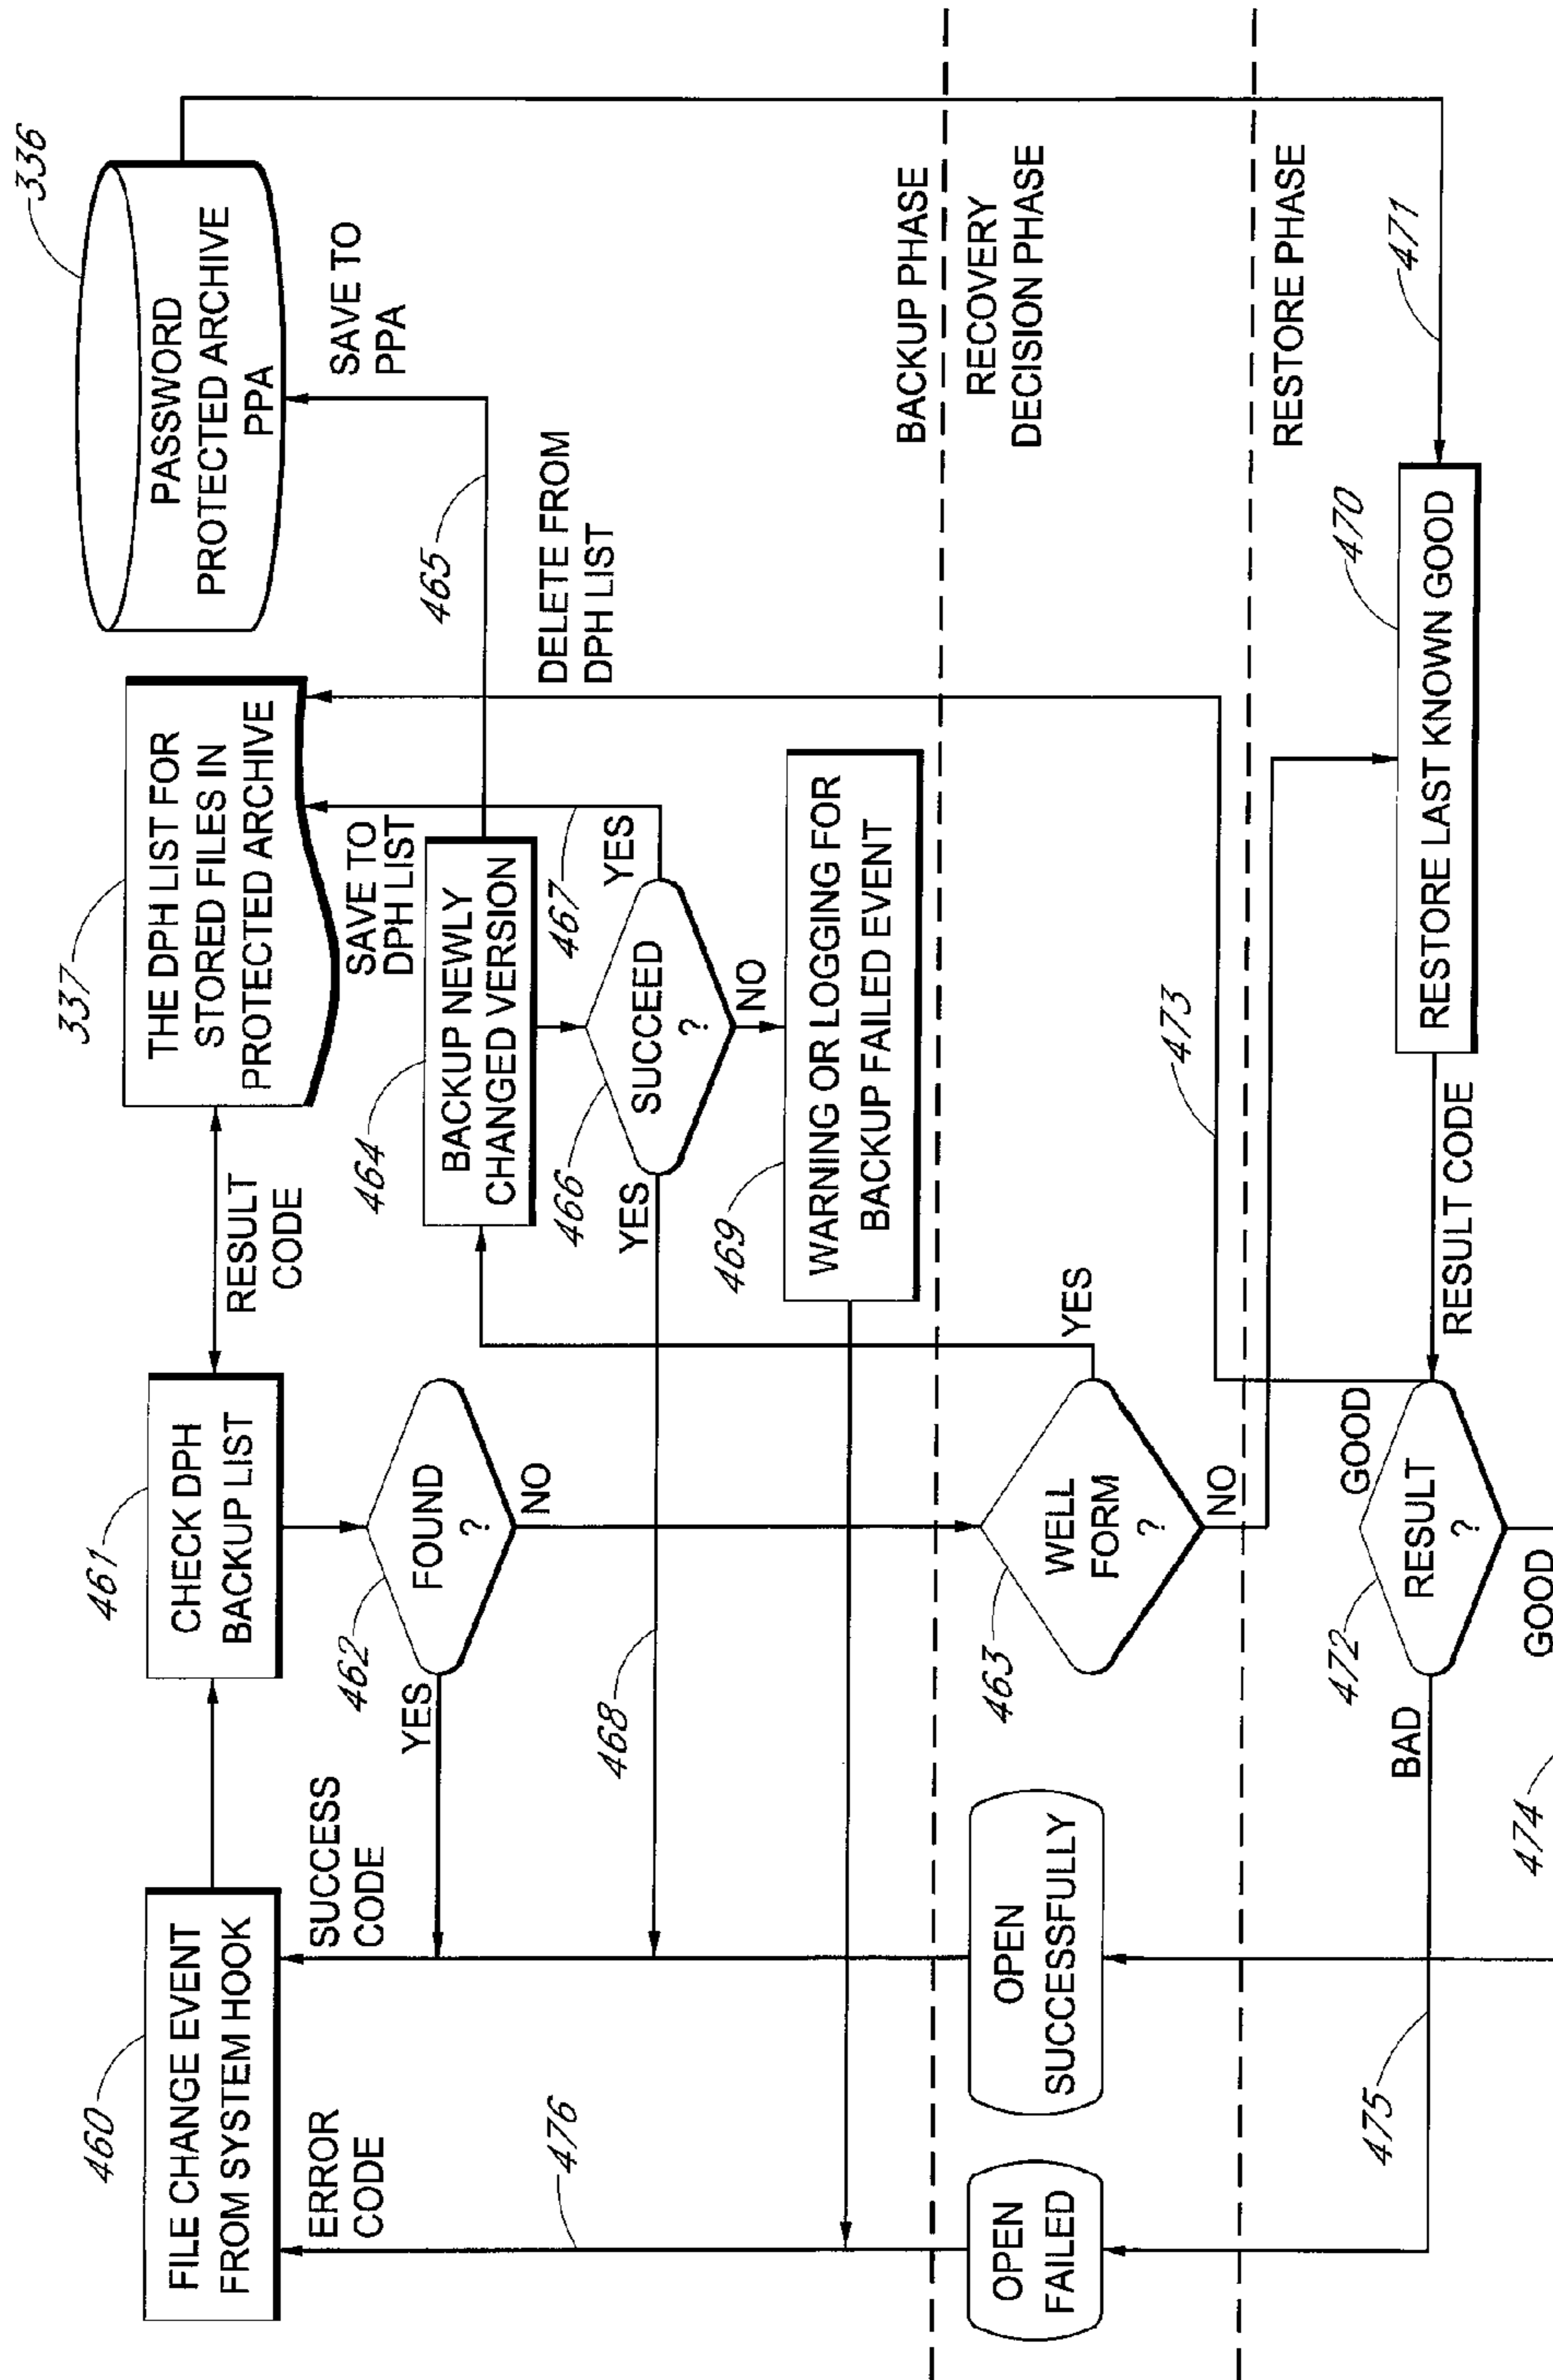 460
FILE CHANGE EVENT
FROM SYSTEM HOOK
461
CHECK DPH
BACKUP LIST
RESULT
CODE
337
THE DPH LIST FOR
STORED FILES IN
PROTECTED ARCHIVE
336
PASSWORD
PROTECTED ARCHIVE
PPA
ERROR
CODE
SUCCESS
CODE
462
FOUND
?
YES
NO
SAVE TO
DPH LIST
SAVE TO
PPA
464
BACKUP NEWLY
CHANGED VERSION
465
467
DELETE FROM
DPH LIST
476
468
466
SUCCEED
?
YES
YES
NO
469
WARNING OR LOGGING FOR
BACKUP FAILED EVENT
BACKUP PHASE
OPEN
FAILED
OPEN
SUCCESSFULLY
463
WELL
FORM
?
YES
NO
RECOVERY
DECISION PHASE
473
RESTORE PHASE
475
BAD
472
RESULT
?
GOOD
RESULT CODE
470
RESTORE LAST KNOWN GOOD
471
474
GOOD